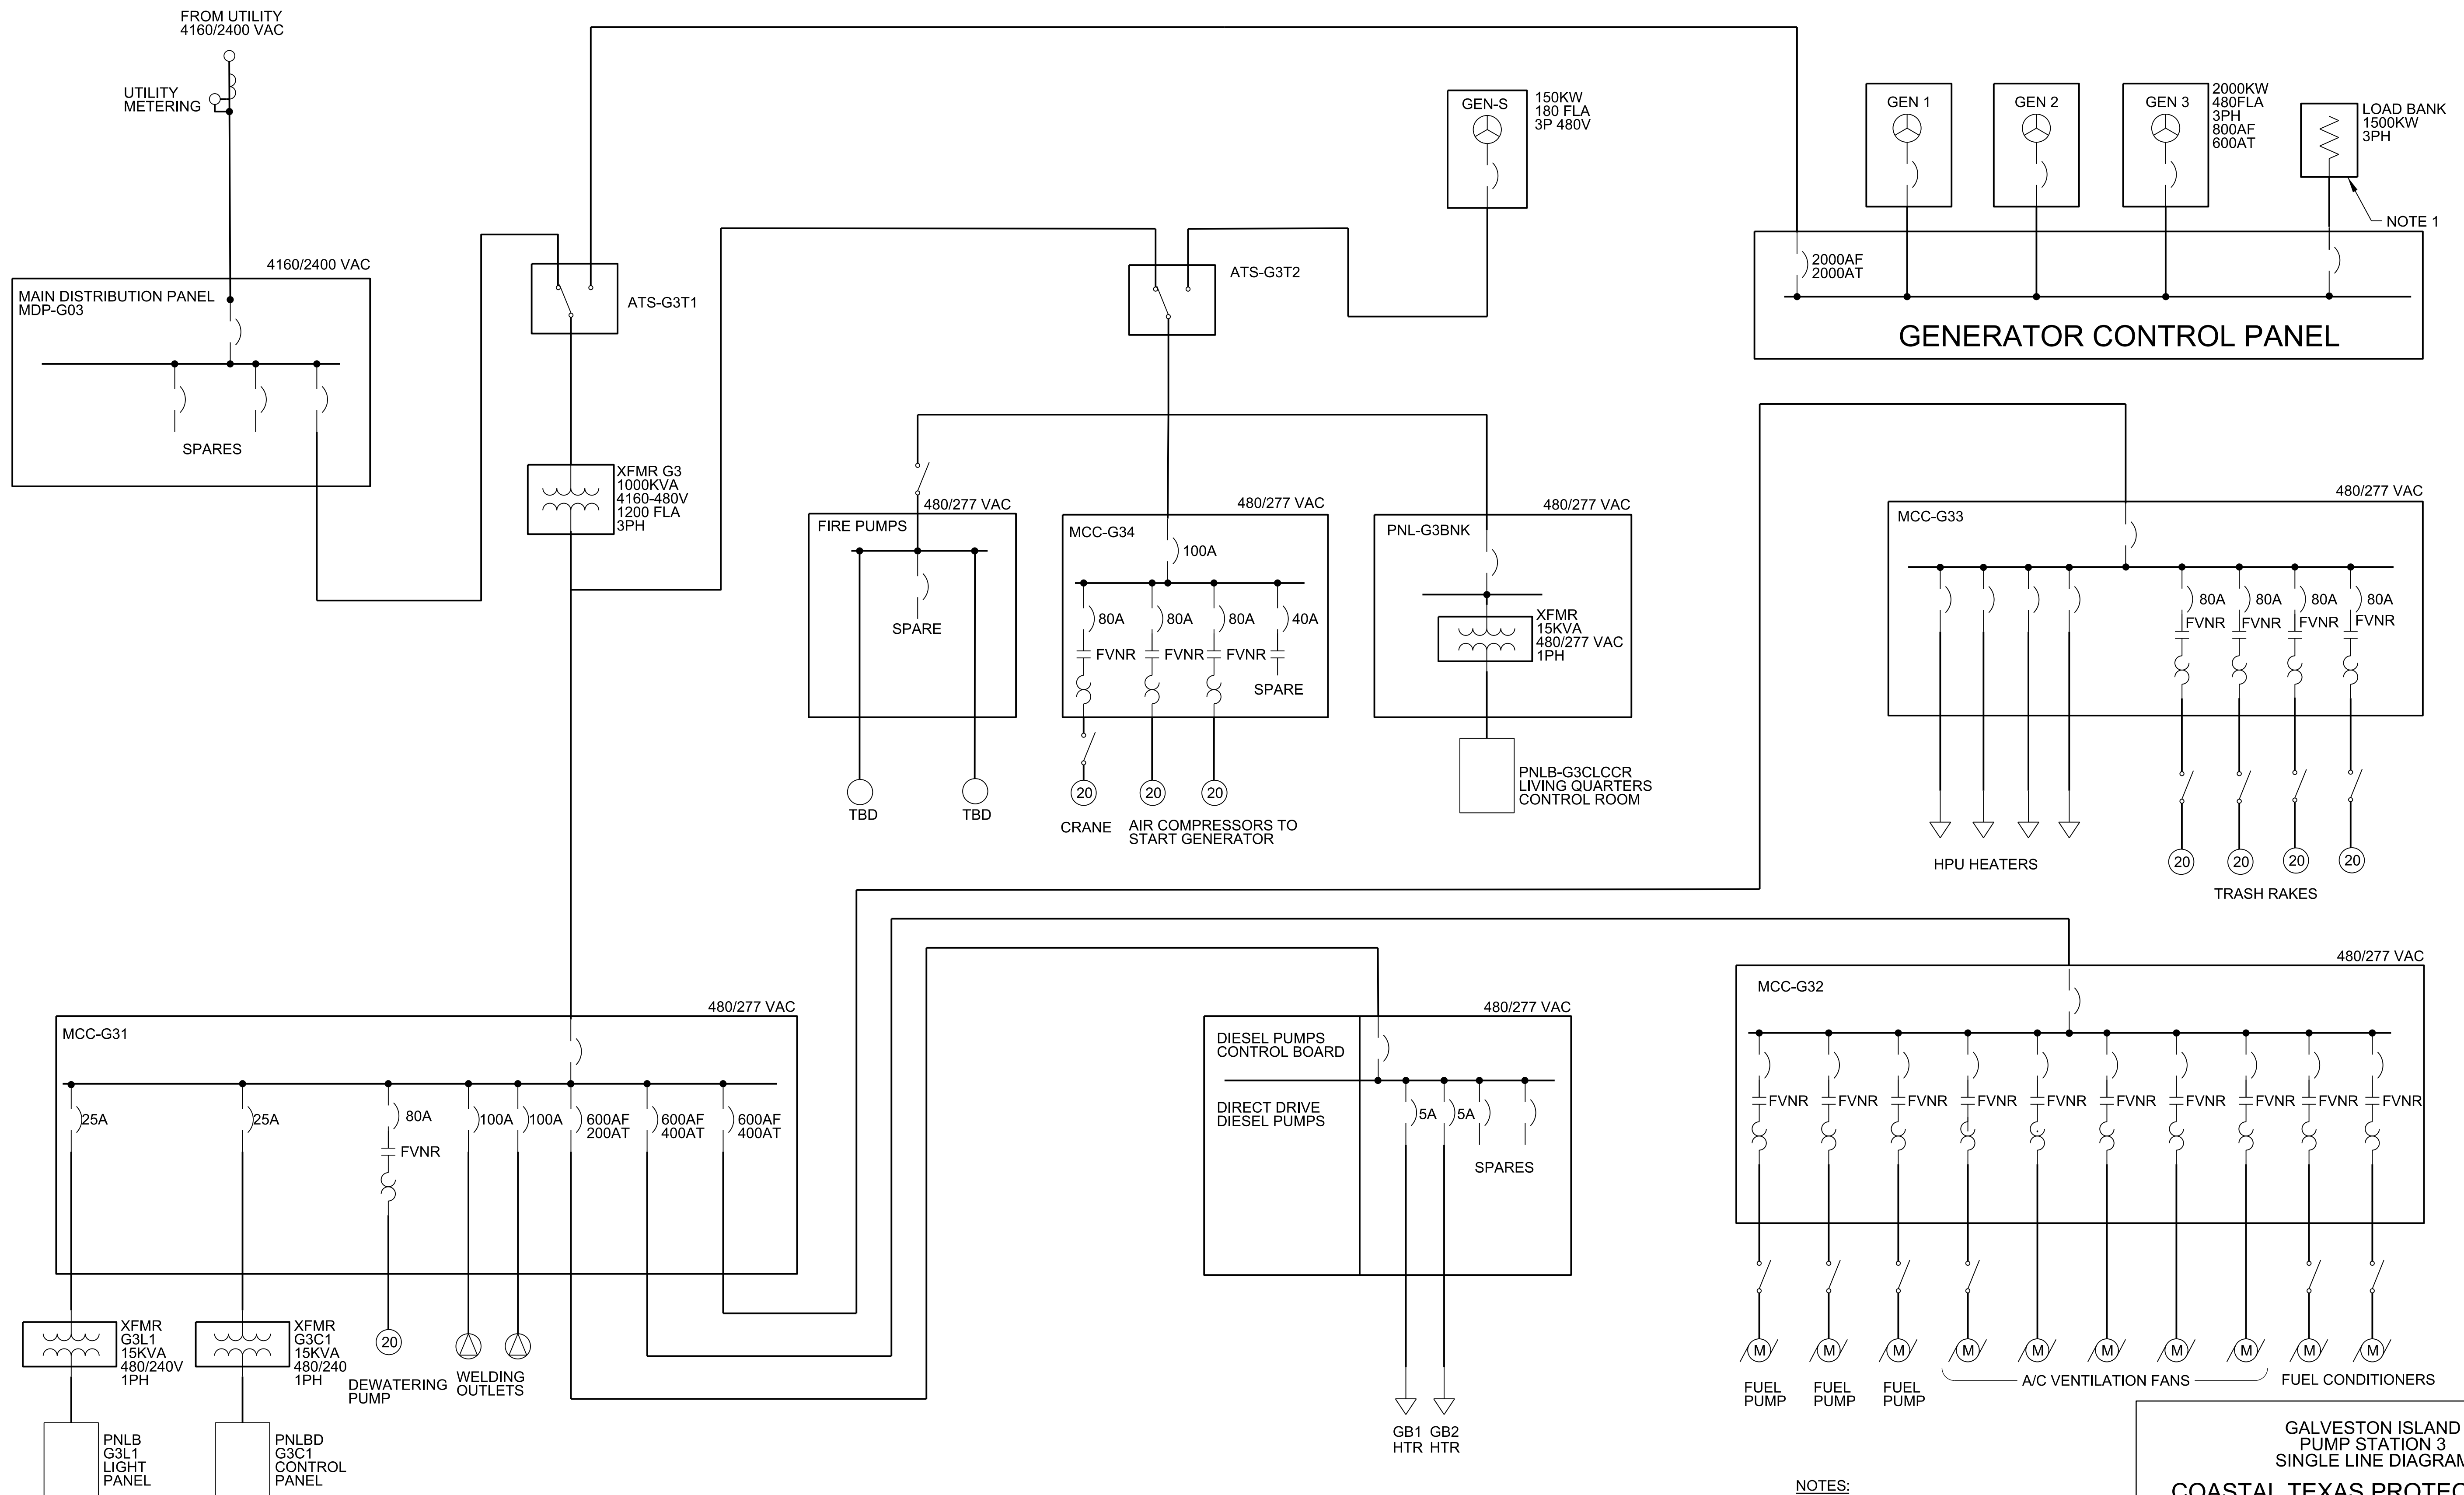 FROM UTILITY
4160/2400 VAC
UTILITY
METERING
4160/2400 VAC
MAIN DISTRIBUTION PANEL
MDP-G03
SPARES
ATS-G3T1
XFMR G3
1000KVA
4160-480V
1200 FLA
3PH
ATS-G3T2
GEN-S
150KW
180 FLA
3P 480V
GEN 1
GEN 2
GEN 3
2000KW
480FLA
3PH
800AF
600AT
LOAD BANK
1500KW
3PH
NOTE 1
2000AF
2000AT
GENERATOR CONTROL PANEL
480/277 VAC
FIRE PUMPS
SPARE
TBD
TBD
480/277 VAC
MCC-G34
100A
80A
80A
80A
40A
FVNR
FVNR
FVNR
SPARE
20
20
20
CRANE
AIR COMPRESSORS TO
START GENERATOR
480/277 VAC
PNL-G3BNK
XFMR
15KVA
480/277 VAC
1PH
PNLB-G3CLCCR
LIVING QUARTERS
CONTROL ROOM
480/277 VAC
MCC-G33
80A
80A
80A
80A
FVNR
FVNR
FVNR
FVNR
HPU HEATERS
20
20
20
20
TRASH RAKES
480/277 VAC
MCC-G31
25A
25A
80A
FVNR
100A
100A
600AF
200AT
600AF
400AT
600AF
400AT
XFMR
G3L1
15KVA
480/240V
1PH
XFMR
G3C1
15KVA
480/240
1PH
20
DEWATERING
PUMP
WELDING
OUTLETS
PNLB
G3L1
LIGHT
PANEL
PNLBD
G3C1
CONTROL
PANEL
480/277 VAC
DIESEL PUMPS
CONTROL BOARD
DIRECT DRIVE
DIESEL PUMPS
5A
5A
SPARES
GB1
HTR
GB2
HTR
480/277 VAC
MCC-G32
FVNR
FVNR
FVNR
FVNR
FVNR
FVNR
FVNR
FVNR
FVNR
FVNR
M
M
M
M
M
M
M
M
M
M
FUEL
PUMP
FUEL
PUMP
FUEL
PUMP
A/C VENTILATION FANS
FUEL CONDITIONERS
NOTES:
GALVESTON ISLAND
PUMP STATION 3
SINGLE LINE DIAGRAM
COASTAL TEXAS